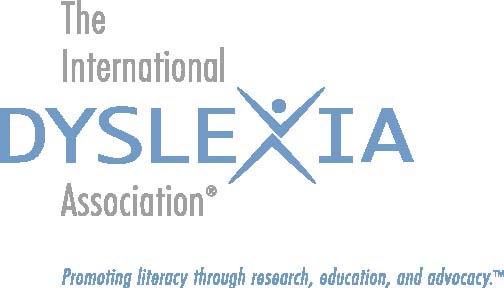 The
International
DYSLEXIA
Association®
Promoting literacy through research, education, and advocacy.™